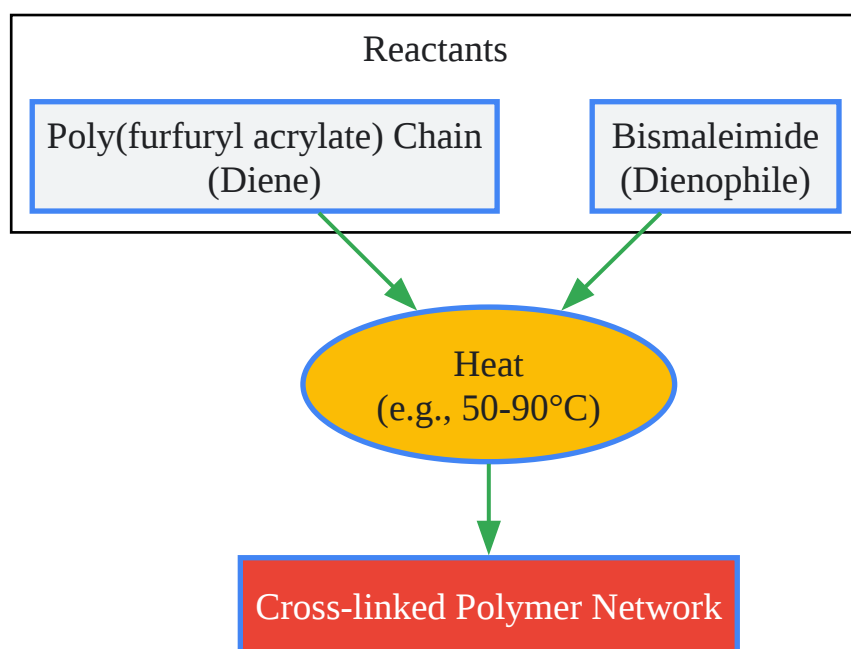 Reactants
Poly(furfuryl acrylate) Chain
(Diene)
Bismaleimide
(Dienophile)
Heat
(e.g., 50-90°C)
Cross-linked Polymer Network